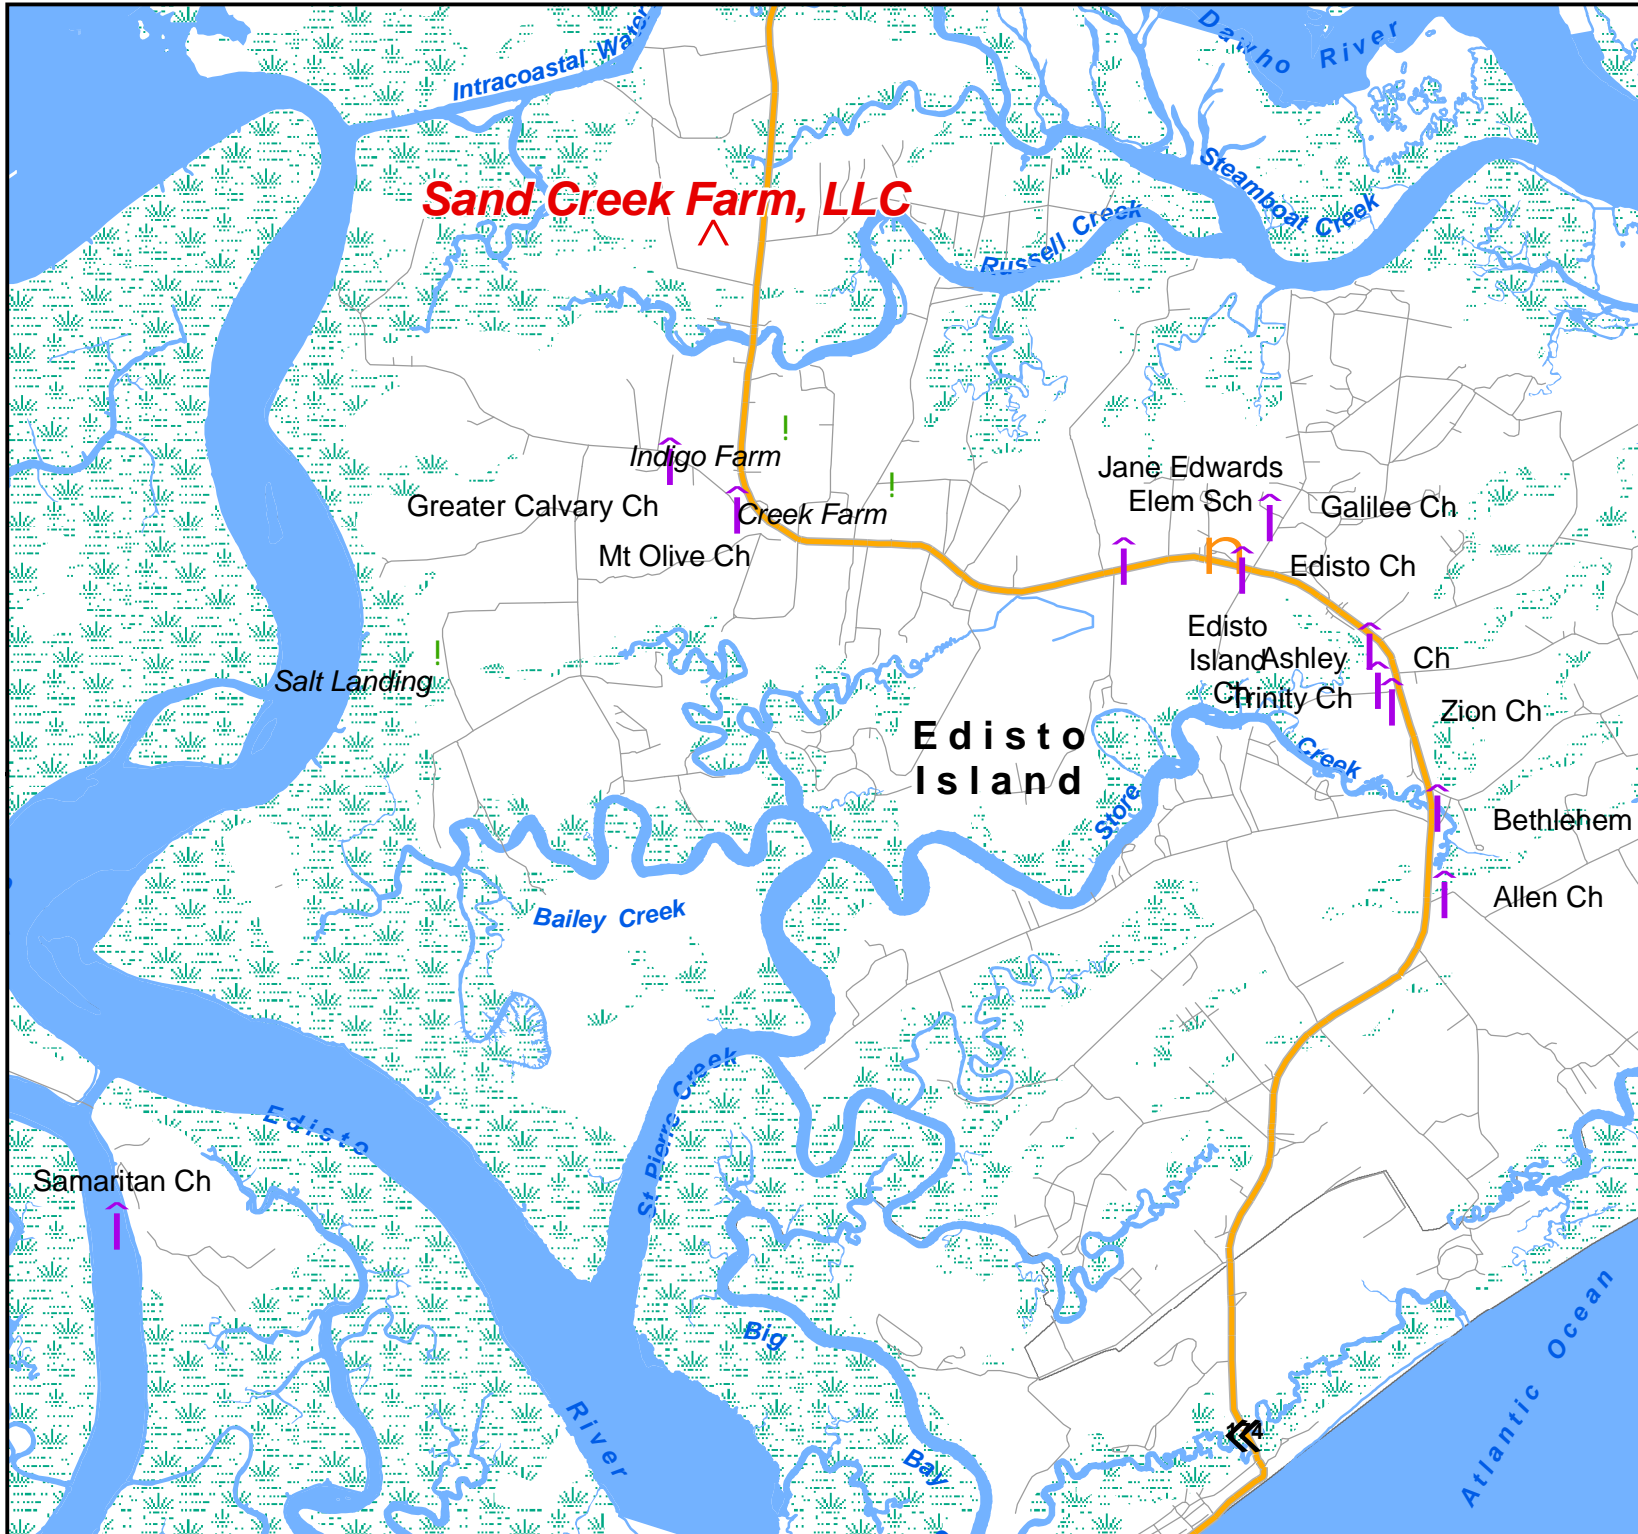 Dawho River
Intracoastal Water
Steamboat Creek
Sand Creek Farm, LLC
Russell Creek
Indigo Farm
Jane Edwards
Elem Sch
Greater Calvary Ch
Creek Farm
Galilee Ch
Mt Olive Ch
Edisto Ch
Edisto
Island
Ch
Ashley
Ch
Salt Landing
Trinity Ch
Zion Ch
Edisto
Island
Creek
Store
Bethlehem
Allen Ch
Bailey Creek
St Pierre Creek
Edisto
Samaritan Ch
Big
Atlantic Ocean
River
Bay